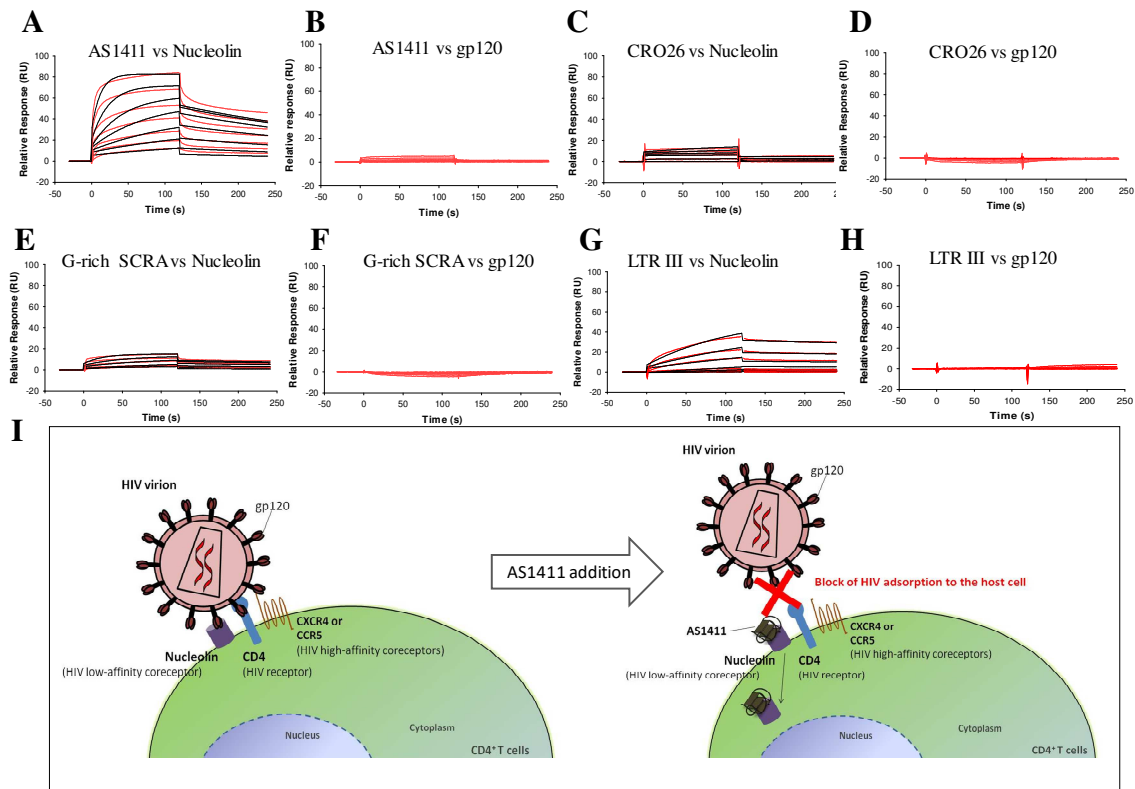 A
AS1411 vs Nucleolin
Relative Response (RU)
100
80
60
40
20
0
-20
-50
0
50
100
150
200
250
Time (s)
B
AS1411 vs gp120
Relative response (RU)
100
80
60
40
20
0
-20
-50
0
50
100
150
200
250
Time (s)
C
CRO26 vs Nucleolin
Relative Response (RU)
100
80
60
40
20
0
-20
-50
0
50
100
150
200
250
Time (s)
D
CRO26 vs gp120
Relative Response (RU)
100
80
60
40
20
0
-20
-50
0
50
100
150
200
250
Time (s)
E
G-rich SCRA vs Nucleolin
Relative Response (RU)
100
80
60
40
20
0
-20
-50
0
50
100
150
200
250
Time (s)
F
G-rich SCRA vs gp120
Relative Response (RU)
100
80
60
40
20
0
-20
-50
0
50
100
150
200
250
Time (s)
G
LTR III vs Nucleolin
Relative Response (RU)
100
80
60
40
20
0
-20
-50
0
50
100
150
200
250
Time (s)
H
LTR III vs gp120
Relative Response (RU)
100
80
60
40
20
0
-20
-50
0
50
100
150
200
250
Time (s)
I
HIV virion
gp120
CXCR4 or
CCR5
(HIV high-affinity coreceptors)
Nucleolin
(HIV low-affinity coreceptor)
CD4
(HIV receptor)
Nucleus
Cytoplasm
CD4⁺ T cells
AS1411 addition
HIV virion
gp120
Block of HIV adsorption to the host cell
AS1411
CXCR4 or
CCR5
(HIV high-affinity coreceptors)
Nucleolin
(HIV low-affinity coreceptor)
CD4
(HIV receptor)
Nucleus
Cytoplasm
CD4⁺ T cells